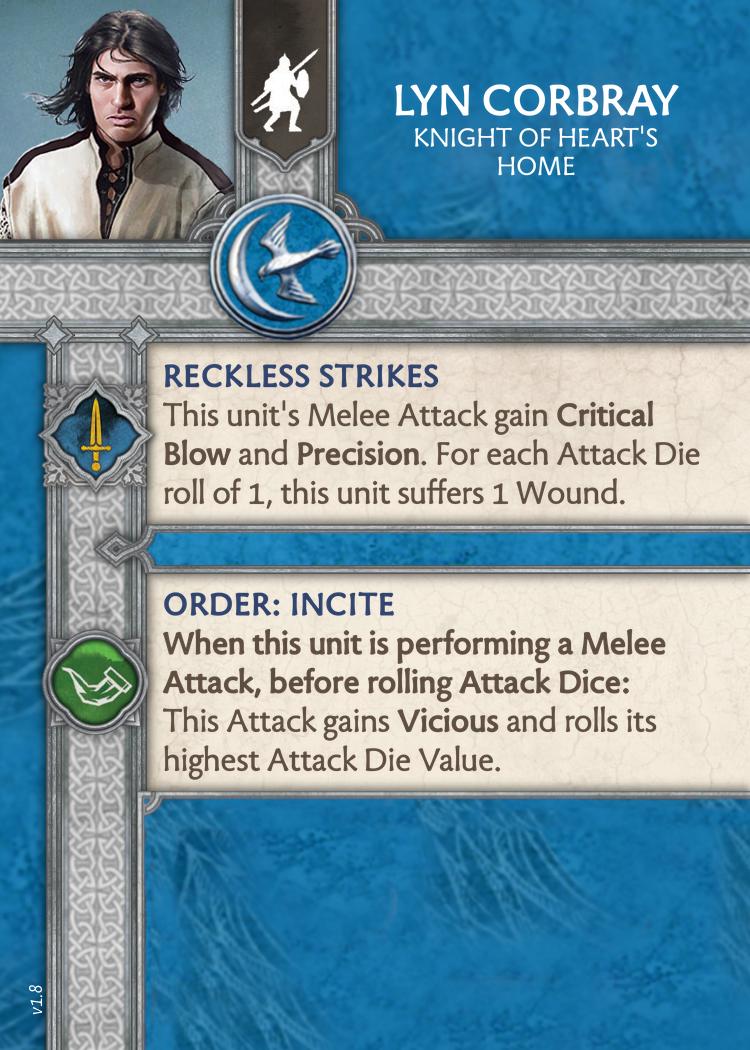 LYN CORBRAY
KNIGHT OF HEART'S
HOME
RECKLESS STRIKES
This unit's Melee Attack gain Critical
Blow and Precision. For each Attack Die
roll of 1, this unit suffers 1 Wound.
ORDER: INCITE
When this unit is performing a Melee
Attack, before rolling Attack Dice:
This Attack gains Vicious and rolls its
highest Attack Die Value.
v1.8